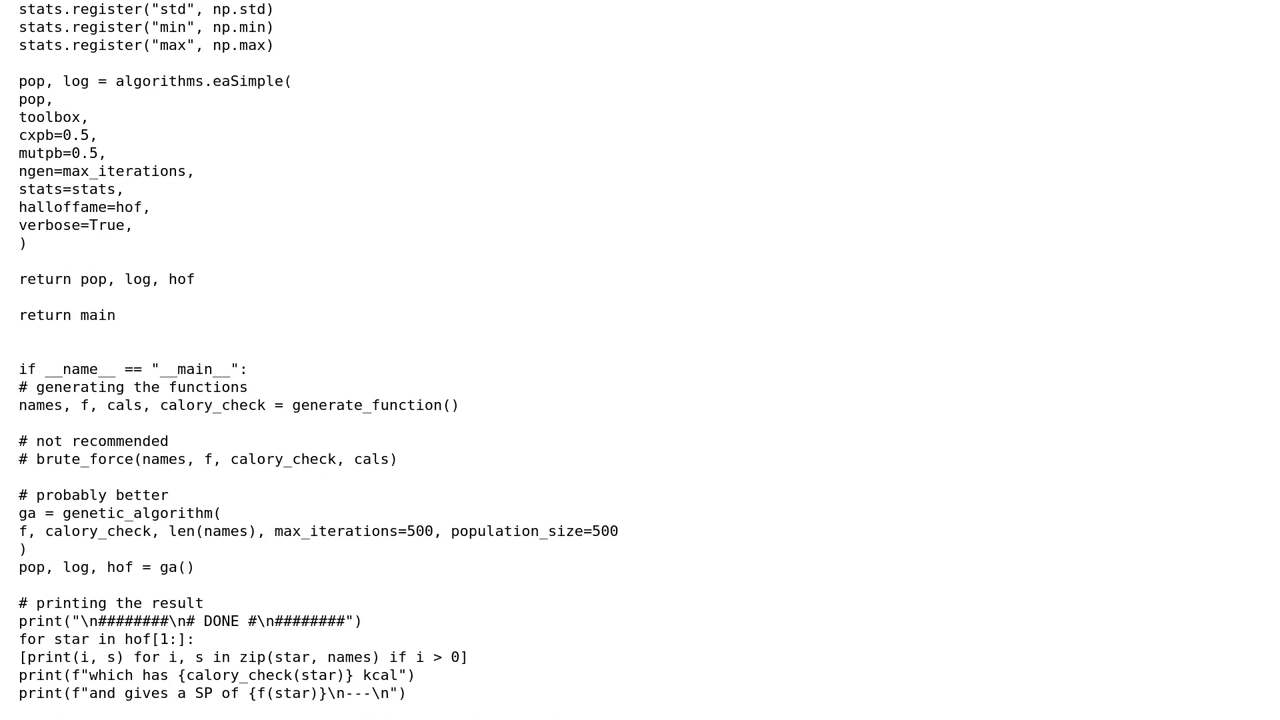 stats.register("std", np.std)
stats.register("min", np.min)
stats.register("max", np.max)

pop, log = algorithms.eaSimple(
pop,
toolbox,
cxpb=0.5,
mutpb=0.5,
ngen=max_iterations,
stats=stats,
halloffame=hof,
verbose=True,
)

return pop, log, hof

return main


if __name__ == "__main__":
# generating the functions
names, f, cals, calory_check = generate_function()

# not recommended
# brute_force(names, f, calory_check, cals)

# probably better
ga = genetic_algorithm(
f, calory_check, len(names), max_iterations=500, population_size=500
)
pop, log, hof = ga()

# printing the result
print("\n########\n# DONE #\n########")
for star in hof[1:]:
[print(i, s) for i, s in zip(star, names) if i > 0]
print(f"which has {calory_check(star)} kcal")
print(f"and gives a SP of {f(star)}\n---\n")